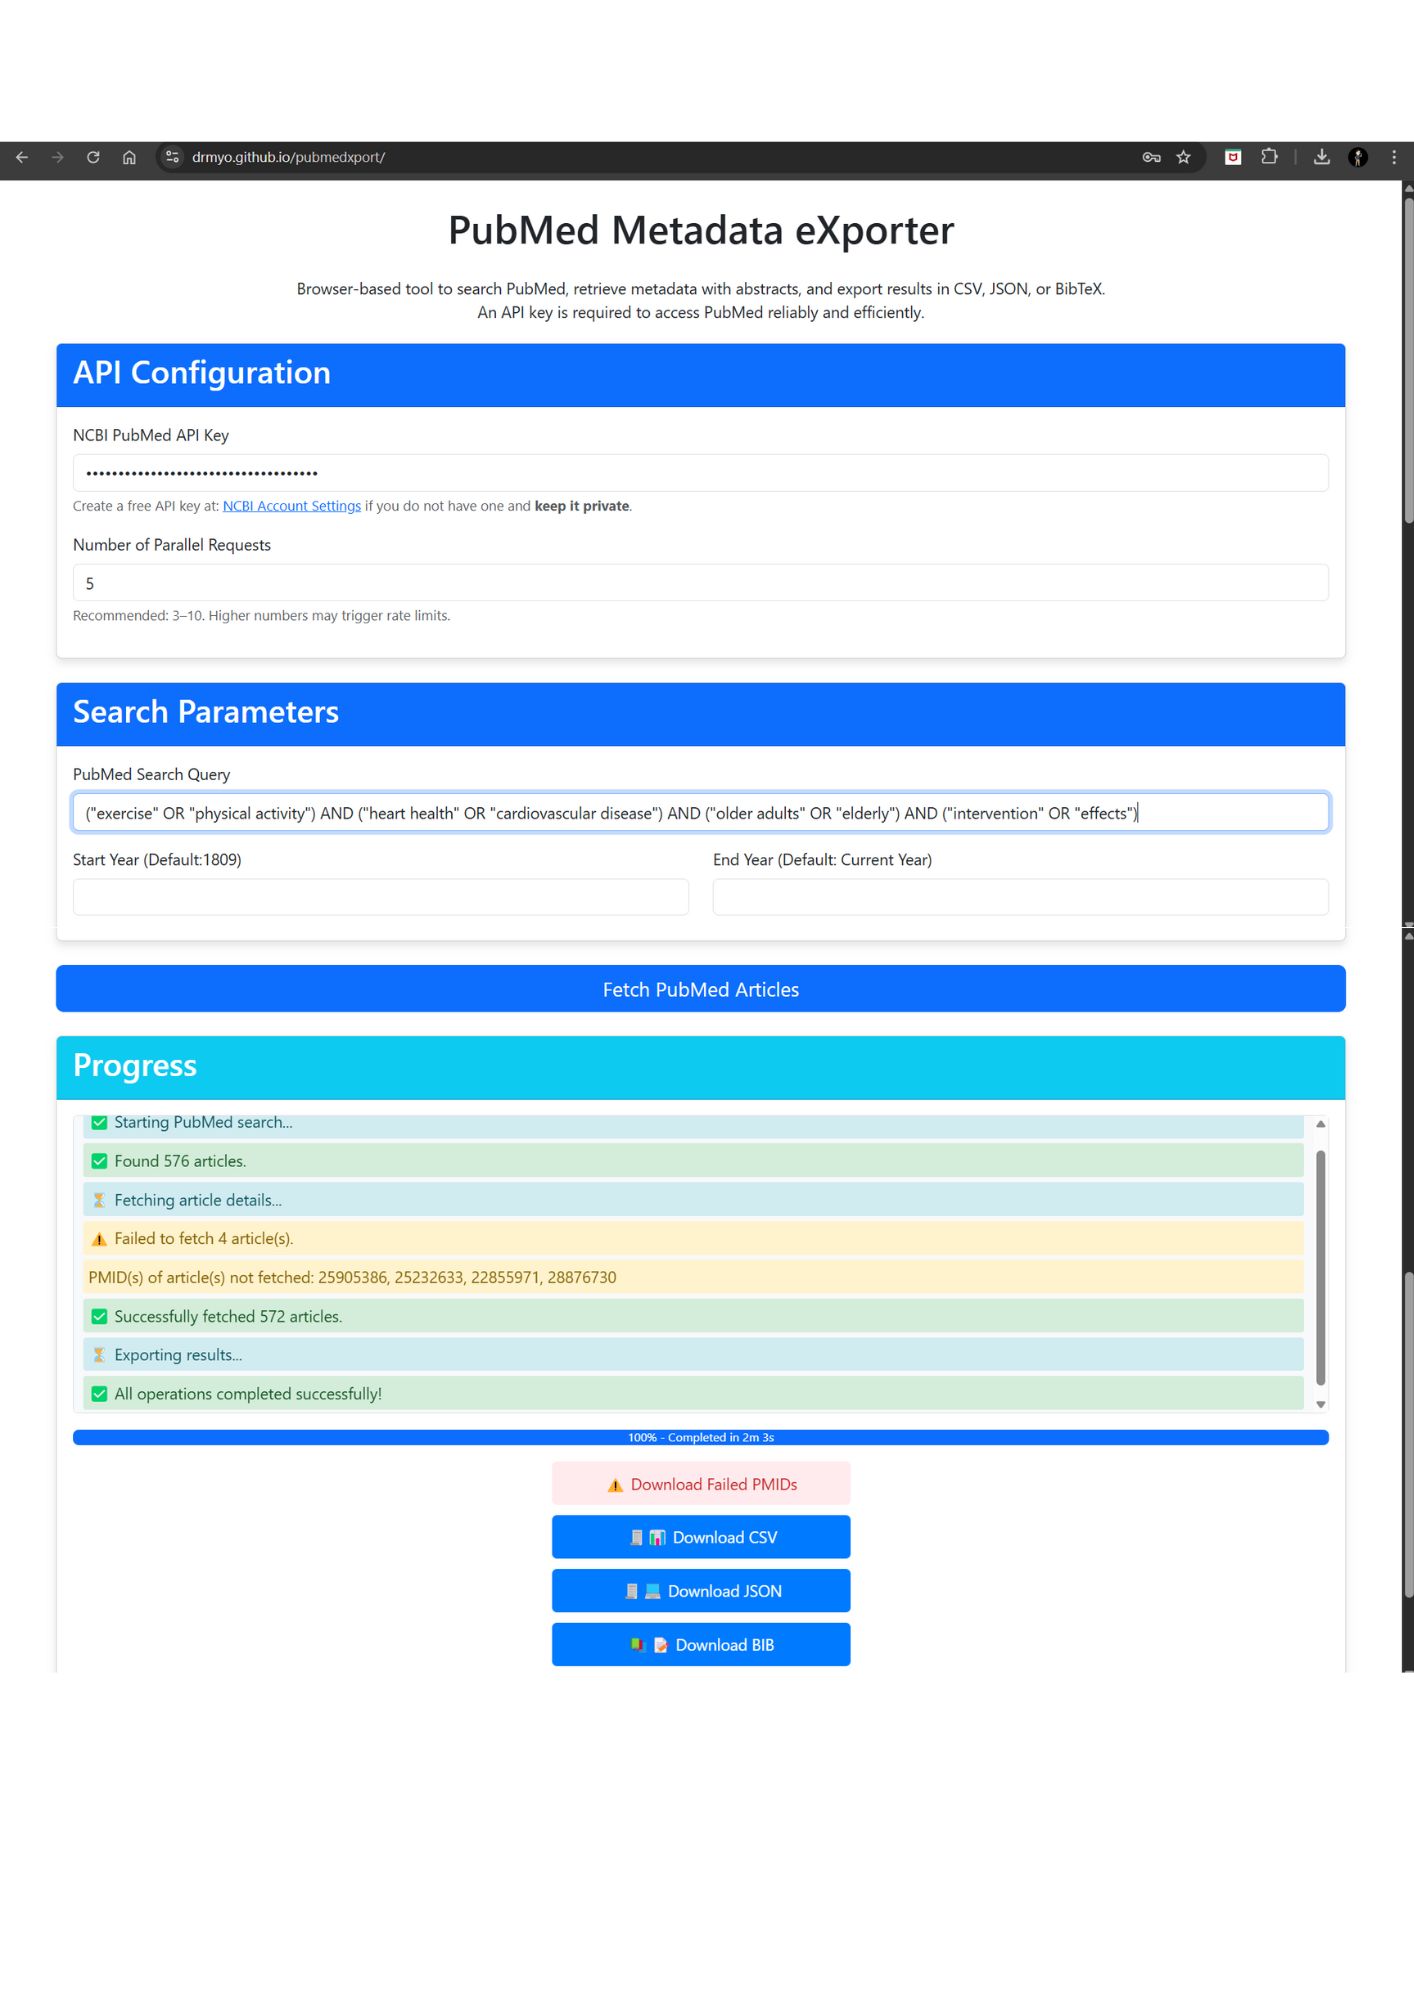 drmyo.github.io/pubmedxport/
PubMed Metadata eXporter
Browser-based tool to search PubMed, retrieve metadata with abstracts, and export results in CSV, JSON, or BibTeX.
An API key is required to access PubMed reliably and efficiently.
API Configuration
NCBI PubMed API Key
Create a free API key at: NCBI Account Settings if you do not have one and keep it private.
Number of Parallel Requests
5
Recommended: 3–10. Higher numbers may trigger rate limits.
Search Parameters
PubMed Search Query
("exercise" OR "physical activity") AND ("heart health" OR "cardiovascular disease") AND ("older adults" OR "elderly") AND ("intervention" OR "effects")
Start Year (Default:1809)
End Year (Default: Current Year)
Fetch PubMed Articles
Progress
Starting PubMed search...
Found 576 articles.
Fetching article details...
Failed to fetch 4 article(s).
PMID(s) of article(s) not fetched: 25905386, 25232633, 22855971, 28876730
Successfully fetched 572 articles.
Exporting results...
All operations completed successfully!
100% - Completed in 2m 3s
Download Failed PMIDs
Download CSV
Download JSON
Download BIB